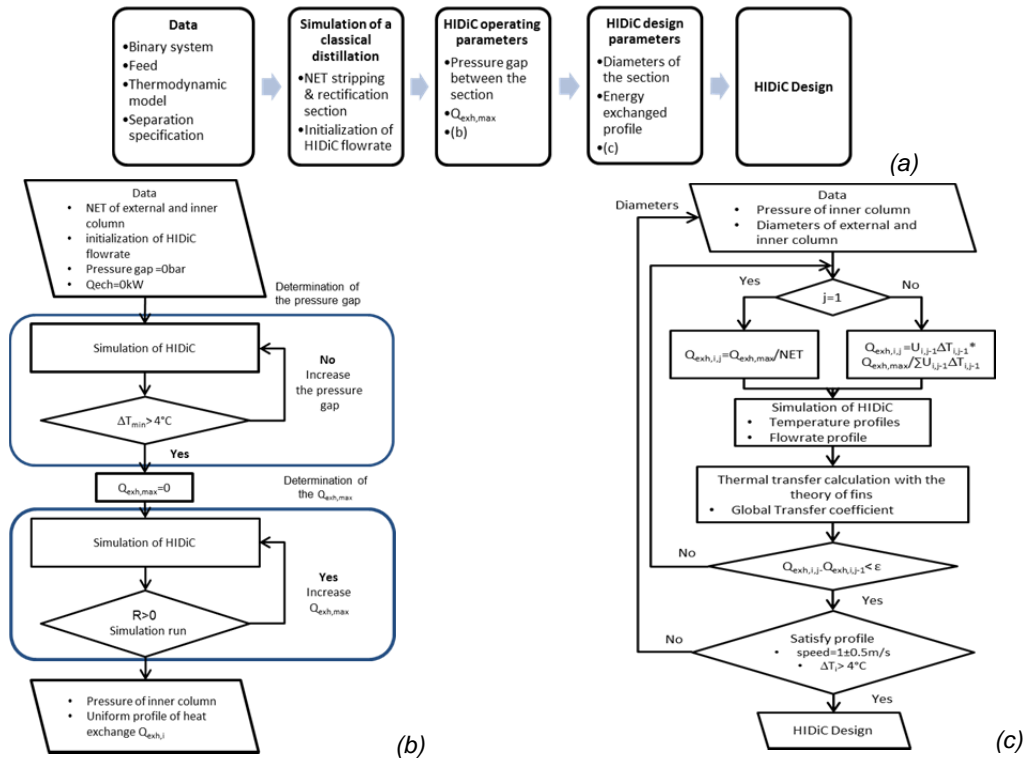 Data
•Binary system
•Feed
•Thermodynamic
model
•Separation
specification
Simulation of a
classical
distillation
•NET stripping
& rectification
section
•Initialization of
HIDiC flowrate
HIDiC operating
parameters
•Pressure gap
between the
section
•Qexh,max
•(b)
HIDiC design
parameters
•Diameters of
the section
•Energy
exchanged
profile
•(c)
HIDiC Design
(a)
Data
• NET of external and inner
column
• initialization of HIDiC
flowrate
• Pressure gap =0bar
• Qech=0kW
Determination of
the pressure gap
Simulation of HIDiC
No
Increase
the pressure
gap
ΔTmin> 4°C
Yes
Qexh,max=0
Determination of
the Qexh,max
Simulation of HIDiC
Yes
Increase
Qexh,max
R>0
Simulation run
• Pressure of inner column
• Uniform profile of heat
exchange Qexh,i
(b)
Diameters
Data
• Pressure of inner column
• Diameters of external and
inner column
Yes
j=1
No
Qexh,i,j=Qexh,max/NET
Qexh,i,j=Ui,j-1ΔTi,j-1*
Qexh,max/∑Ui,j-1ΔTi,j-1
Simulation of HIDiC
• Temperature profiles
• Flowrate profile
Thermal transfer calculation with the
theory of fins
• Global Transfer coefficient
No
Qexh,i,j-Qexh,i,j-1< ε
Yes
No
Satisfy profile
• speed=1±0.5m/s
• ΔTi> 4°C
Yes
HIDiC Design
(c)